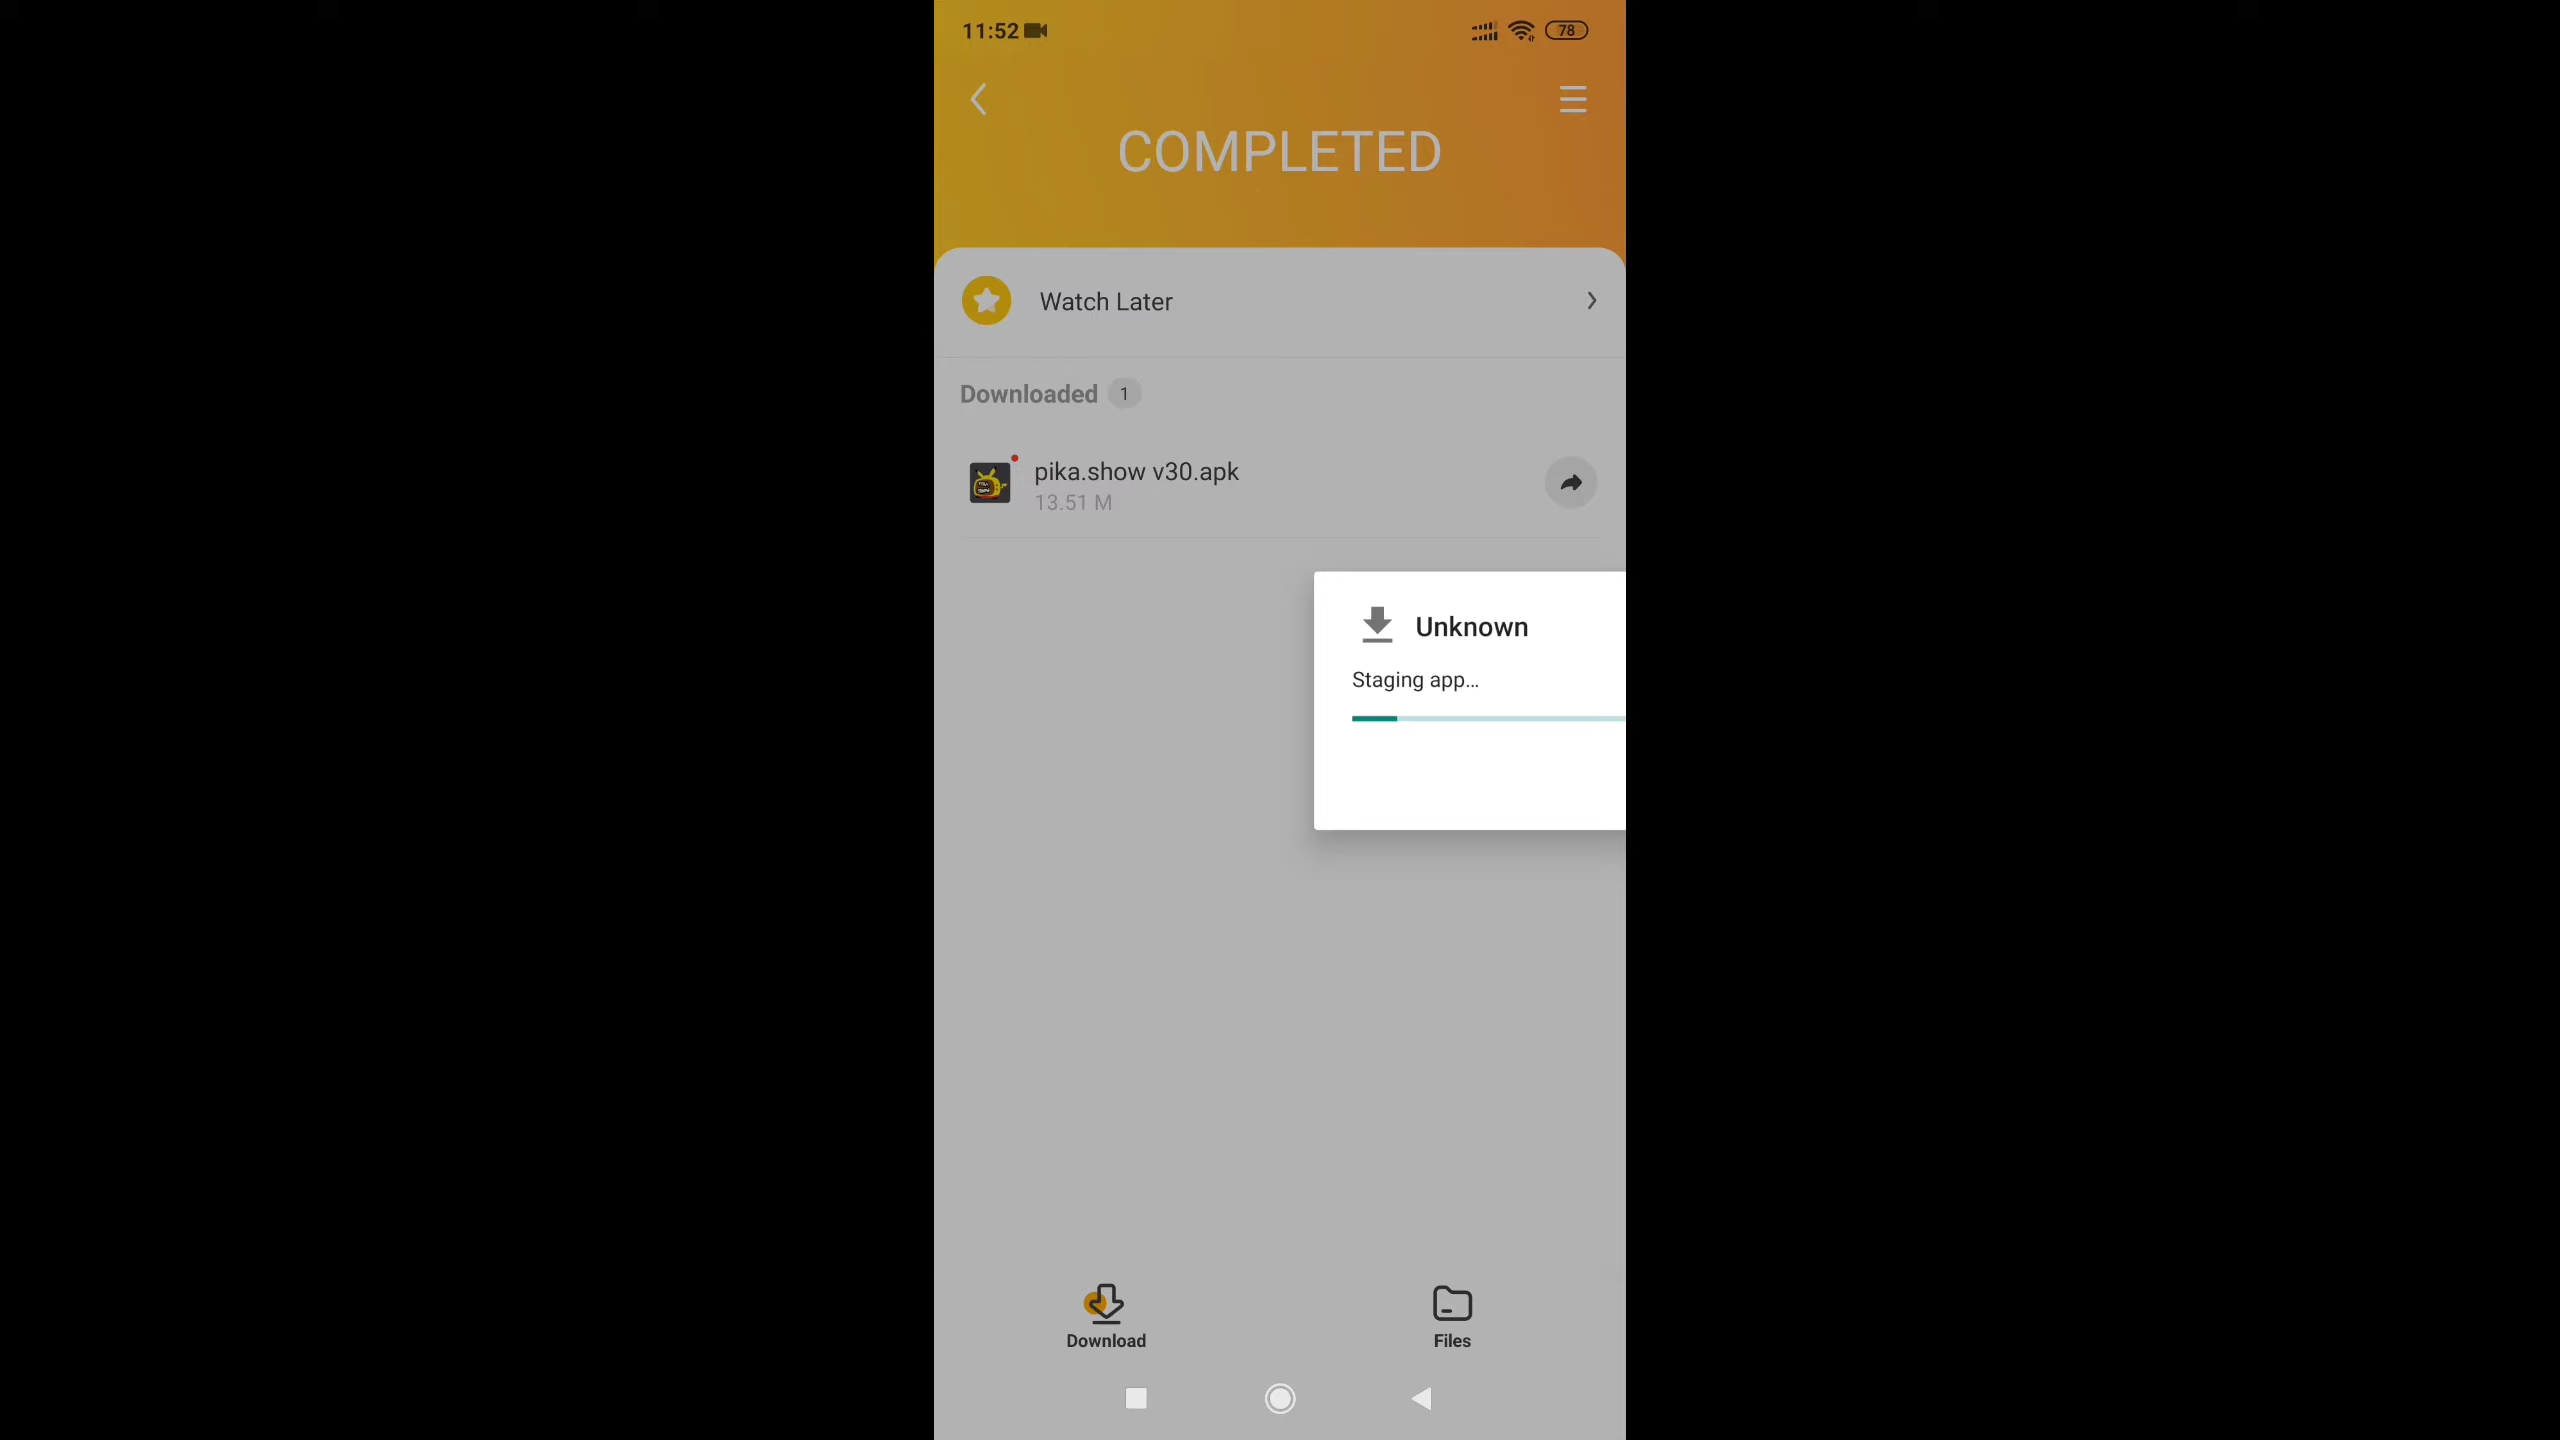 11:52
78
COMPLETED
Watch Later
Downloaded 1
pika.show v30.apk
13.51 M
Unknown
Staging app...
Download
Files